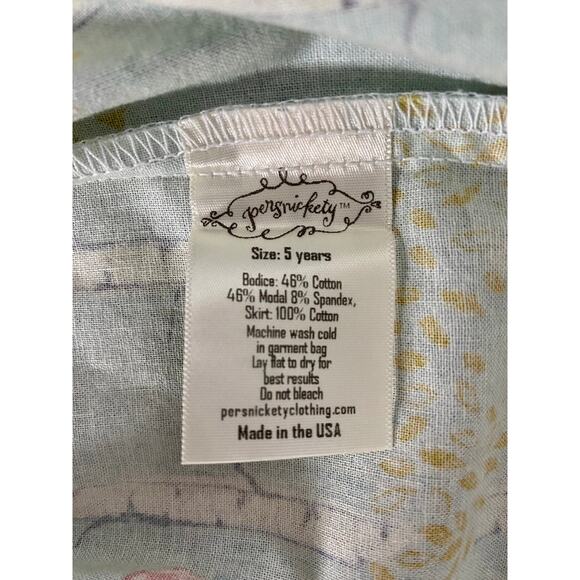 persnickety™
Size: 5 years
Bodice: 46% Cotton
46% Modal 8% Spandex,
Skirt: 100% Cotton
Machine wash cold
in garment bag
Lay flat to dry for
best results
Do not bleach
persnicketyclothing.com
Made in the USA